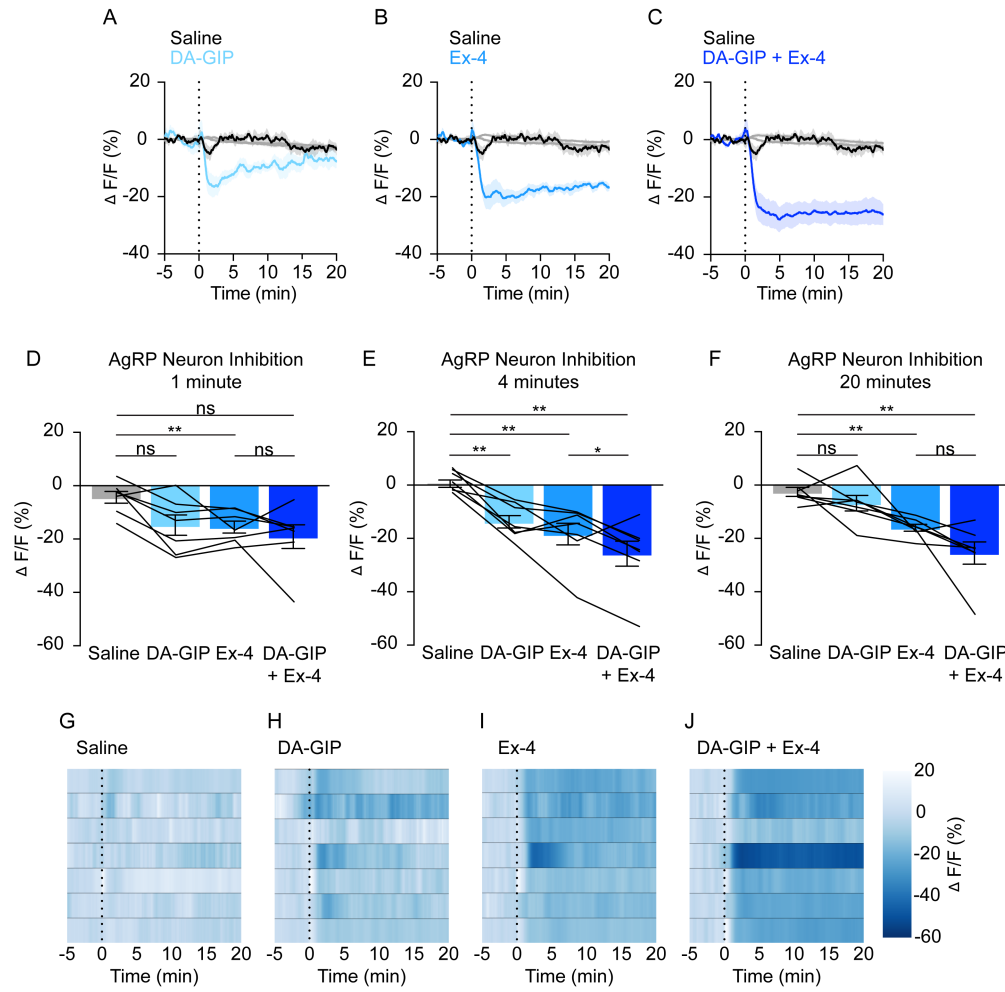 A
B
C
Saline
DA-GIP
Saline
Ex-4
Saline
DA-GIP + Ex-4
20
0
-20
-40
Δ F/F (%)
-5 0 5 10 15 20
Time (min)
20
0
-20
-40
Δ F/F (%)
-5 0 5 10 15 20
Time (min)
20
0
-20
-40
Δ F/F (%)
-5 0 5 10 15 20
Time (min)
D
AgRP Neuron Inhibition
1 minute
ns
**
ns
ns
20
0
-20
-40
-60
Δ F/F (%)
Saline DA-GIP Ex-4 DA-GIP
+ Ex-4
E
AgRP Neuron Inhibition
4 minutes
**
**
**
*
20
0
-20
-40
-60
Δ F/F (%)
Saline DA-GIP Ex-4 DA-GIP
+ Ex-4
F
AgRP Neuron Inhibition
20 minutes
**
**
ns
ns
20
0
-20
-40
-60
Δ F/F (%)
Saline DA-GIP Ex-4 DA-GIP
+ Ex-4
G
Saline
-5 0 5 10 15 20
Time (min)
H
DA-GIP
-5 0 5 10 15 20
Time (min)
I
Ex-4
-5 0 5 10 15 20
Time (min)
J
DA-GIP + Ex-4
-5 0 5 10 15 20
Time (min)
20
0
-20
-40
-60
Δ F/F (%)